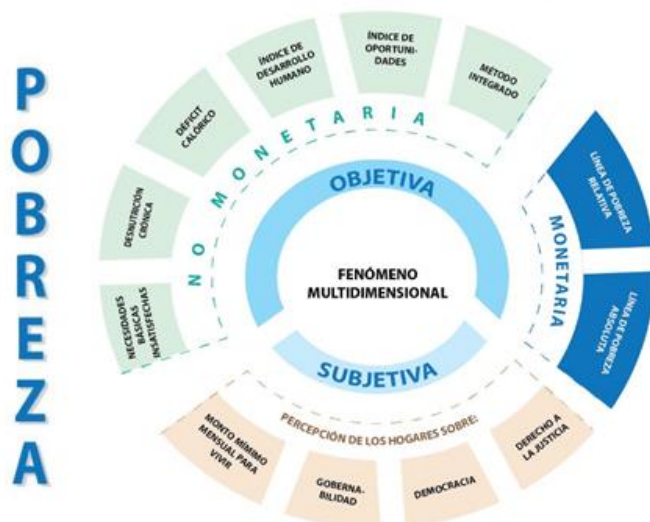 POBREZA
FENÓMENO
MULTIDIMENSIONAL
OBJETIVA
NO MONETARIA
NECESIDADES
BÁSICAS
INSATISFECHAS
DESNUTRICIÓN
CRÓNICA
DÉFICIT
CALÓRICO
ÍNDICE DE
DESARROLLO
HUMANO
ÍNDICE DE
OPORTUNI-
DADES
MÉTODO
INTEGRADO
MONETARIA
LÍNEA DE POBREZA
RELATIVA
LÍNEA DE POBREZA
ABSOLUTA
SUBJETIVA
PERCEPCIÓN DE LOS HOGARES SOBRE:
MONTO MÍMIMO
MENSUAL PARA
VIVIR
GOBERNA-
BILIDAD
DEMOCRACIA
DERECHO A
LA JUSTICIA